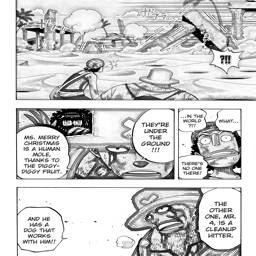 ?!!
WHAT...
...IN THE
WORLD
?!
THERE'S
NO ONE
THERE!
THEY'RE
UNDER
THE
GROUND
!!!
MS. MERRY
CHRISTMAS
IS A HUMAN
MOLE,
THANKS TO
THE DIGGY-
DIGGY FRUIT.
THE
OTHER
ONE, MR.
4, IS A
CLEANUP
HITTER.
AND HE
HAS A
DOG THAT
WORKS
WITH HIM!!